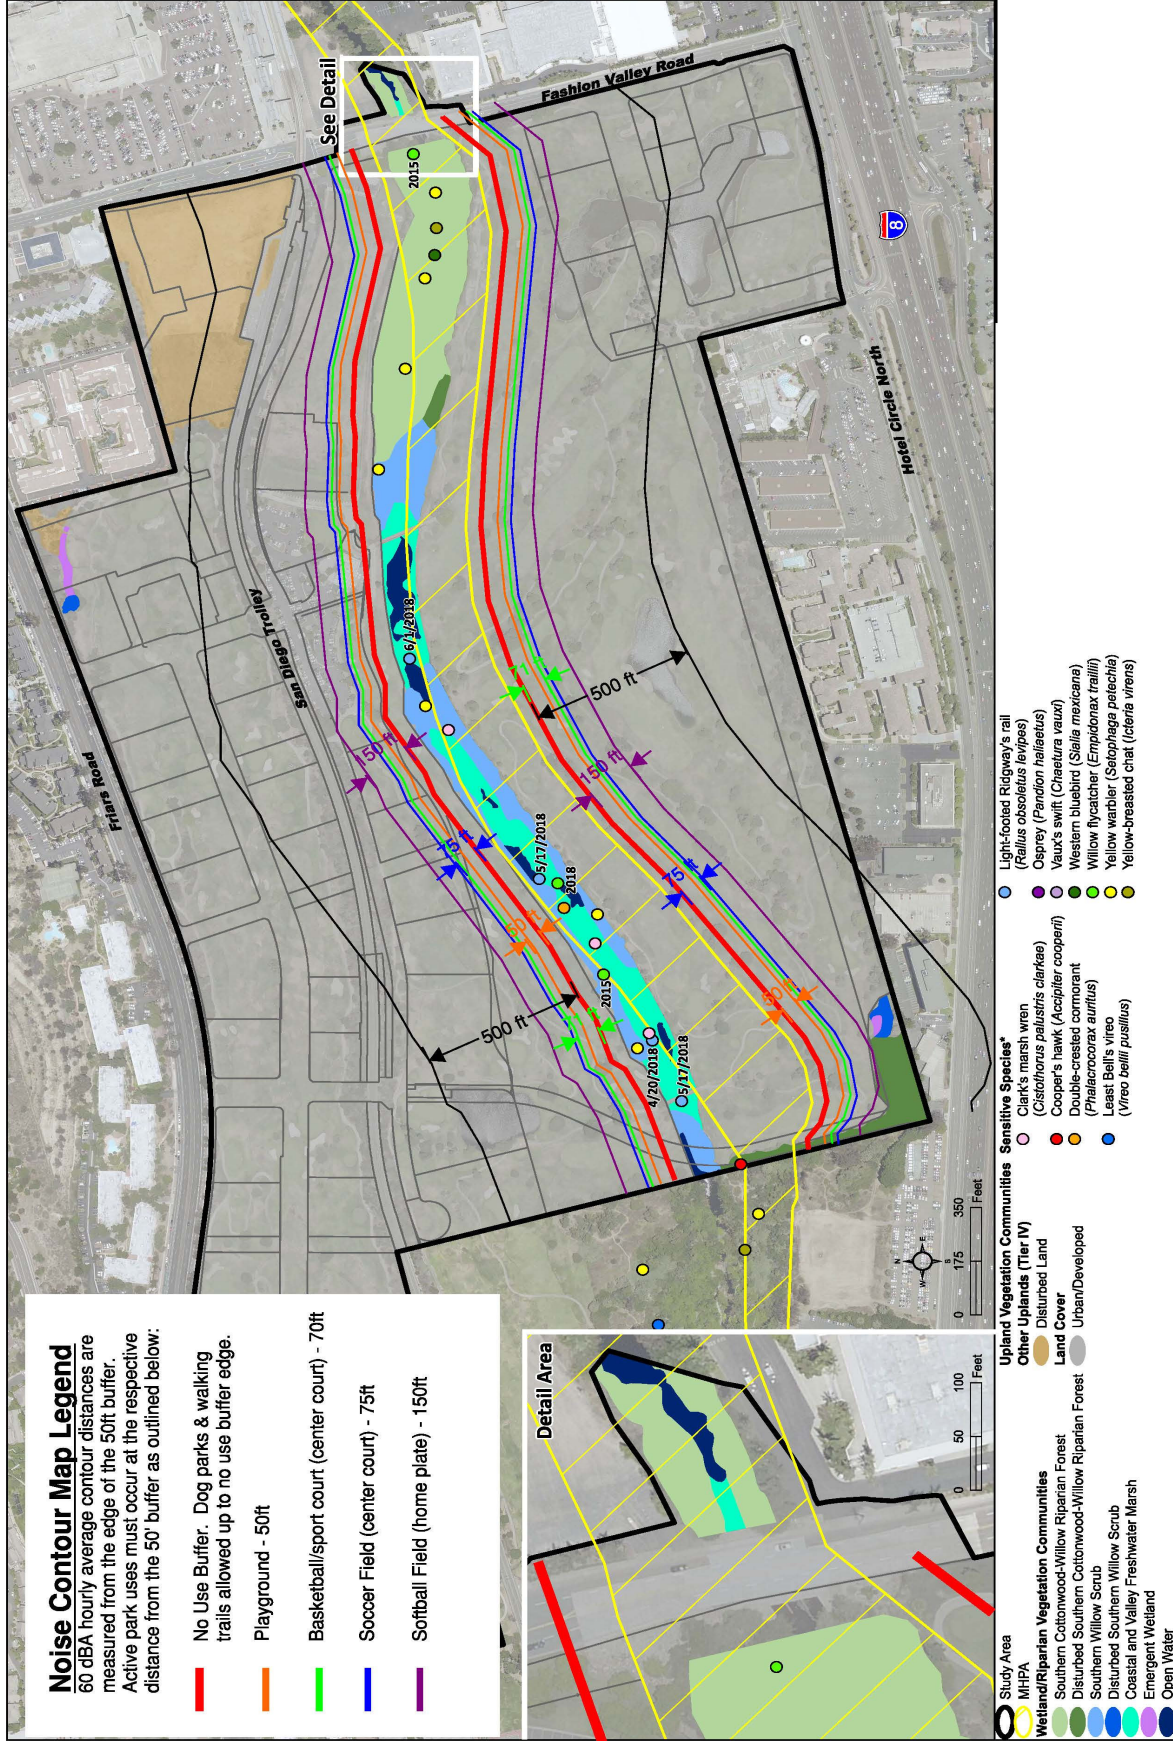 Noise Contour Map Legend
60 dBA hourly average contour distances are
measured from the edge of the 50ft buffer.
Active park uses must occur at the respective
distance from the 50' buffer as outlined below:
No Use Buffer. Dog parks & walking
trails allowed up to no use buffer edge.
Playground - 50ft
Basketball/sport court (center court) - 70ft
Soccer Field (center court) - 75ft
Softball Field (home plate) - 150ft
Friars Road
San Diego Trolley
See Detail
Fashion Valley Road
8
Hotel Circle North
2015
6/1/2018
5/17/2018
2018
2015
4/20/2018
5/17/2018
500 ft
150 ft
75 ft
50 ft
500 ft
150 ft
75 ft
50 ft
N
W E
S
0 175 350
Feet
Detail Area
0 50 100
Feet
Study Area
MHPA
Wetland/Riparian Vegetation Communities
Southern Cottonwood-Willow Riparian Forest
Disturbed Southern Cottonwood-Willow Riparian Forest
Southern Willow Scrub
Disturbed Southern Willow Scrub
Coastal and Valley Freshwater Marsh
Emergent Wetland
Open Water
Upland Vegetation Communities
Other Uplands (Tier IV)
Disturbed Land
Land Cover
Urban/Developed
Sensitive Species*
Clark's marsh wren
(Cistothorus palustris clarkae)
Cooper's hawk (Accipiter cooperii)
Double-crested cormorant
(Phalacrocorax auritus)
Least Bell's vireo
(Vireo bellii pusillus)
Light-footed Ridgway's rail
(Rallus obsoletus levipes)
Osprey (Pandion haliaetus)
Vaux's swift (Chaetura vauxi)
Western bluebird (Sialia mexicana)
Willow flycatcher (Empidonax traillii)
Yellow warbler (Setophaga petechia)
Yellow-breasted chat (Icteria virens)